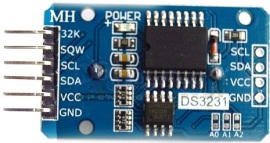 MH
POWER
32K
SQW
SCL
SDA
VCC
GND
SCL
SDA
VCC
GND
DS3231
A0 A1 A2